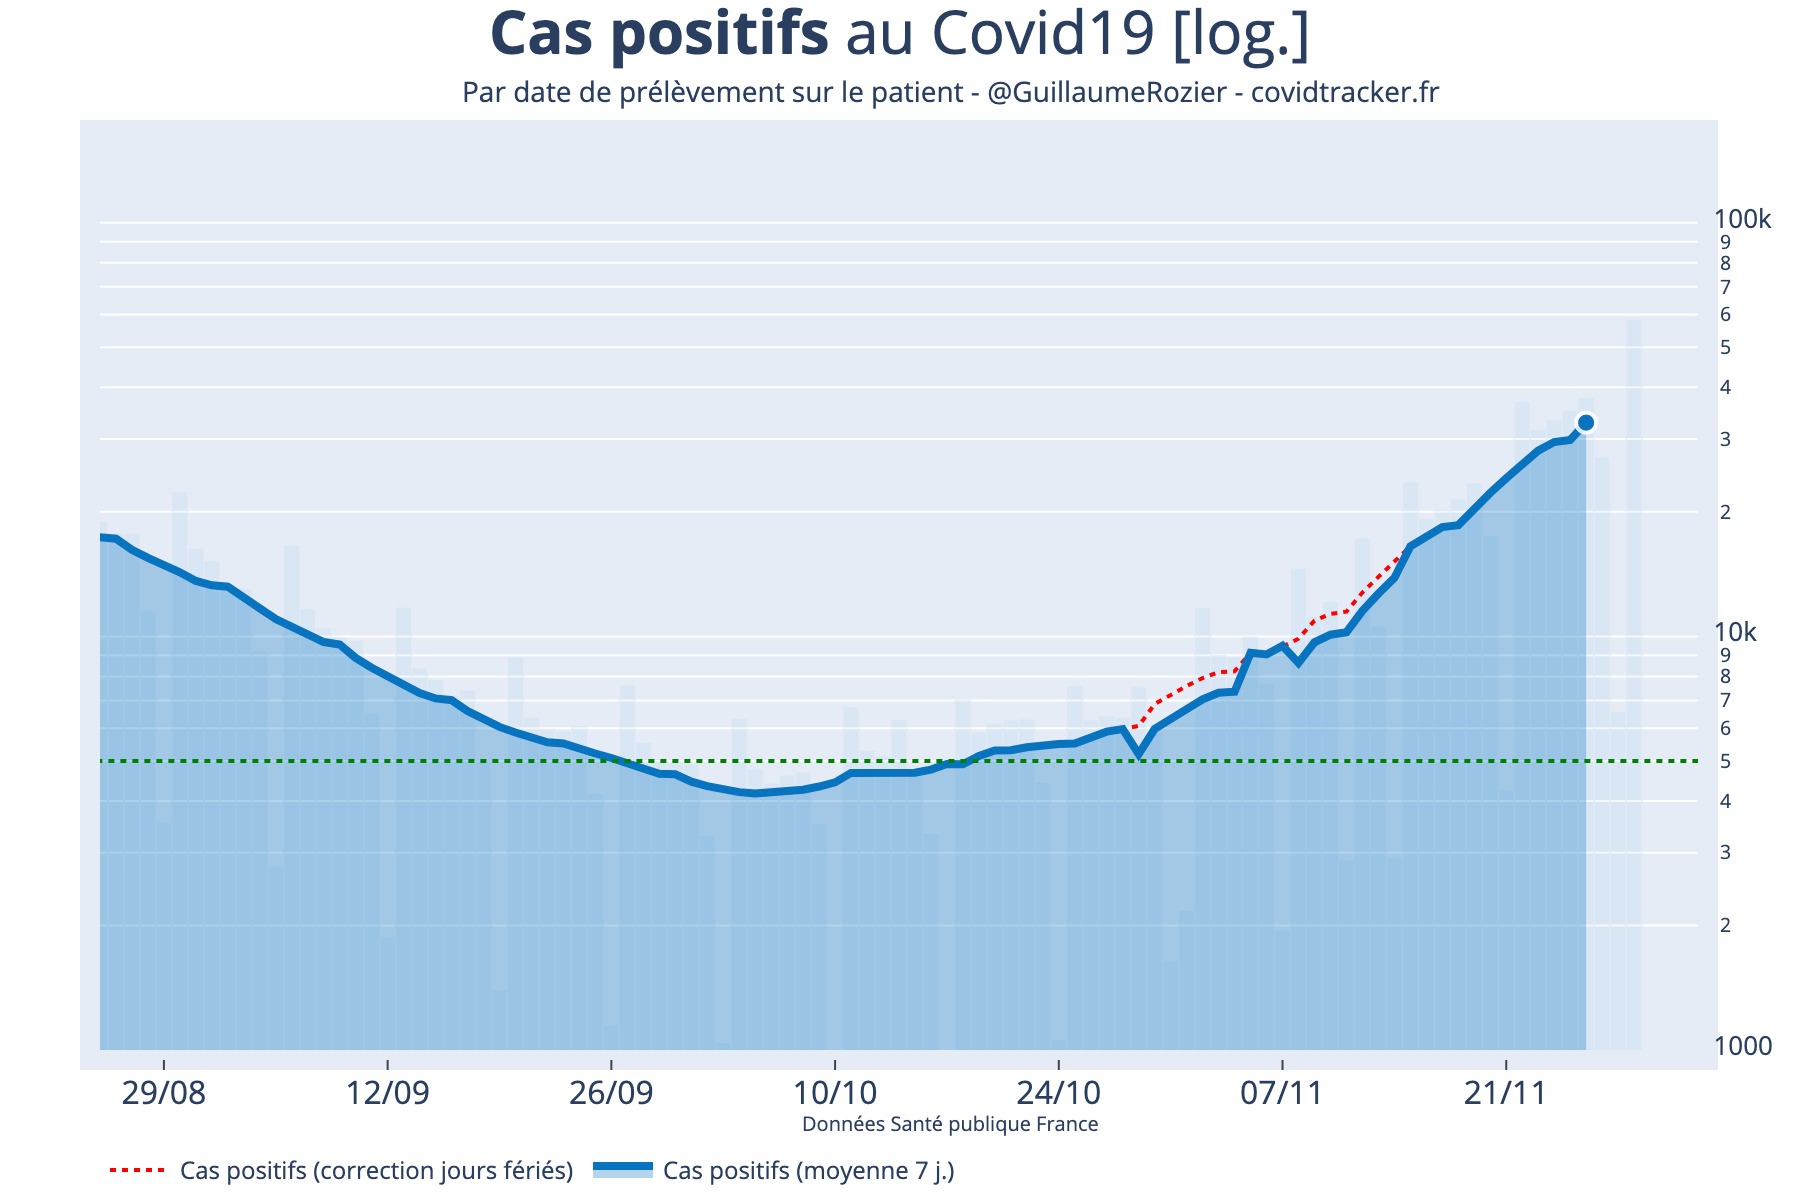 Cas positifs au Covid19 [log.]
Par date de prélèvement sur le patient - @GuillaumeRozier - covidtracker.fr
100k
9
8
7
6
5
4
3
2
10k
9
8
7
6
5
4
3
2
1000
29/08 12/09 26/09 10/10 24/10 07/11 21/11
Données Santé publique France
Cas positifs (correction jours fériés) Cas positifs (moyenne 7 j.)